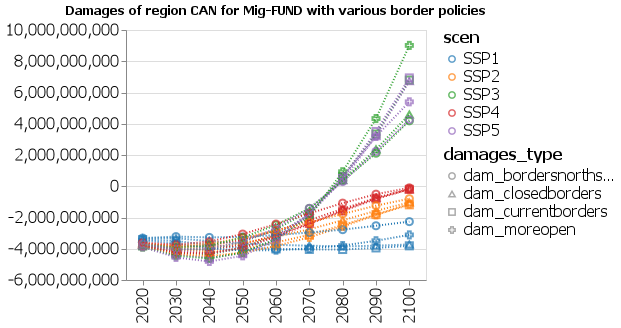 Damages of region CAN for Mig-FUND with various border policies
10,000,000,000
8,000,000,000
6,000,000,000
4,000,000,000
2,000,000,000
0
-2,000,000,000
-4,000,000,000
-6,000,000,000
2020
2030
2040
2050
2060
2070
2080
2090
2100
scen
SSP1
SSP2
SSP3
SSP4
SSP5
damages_type
dam_bordersnorths...
dam_closedborders
dam_currentborders
dam_moreopen